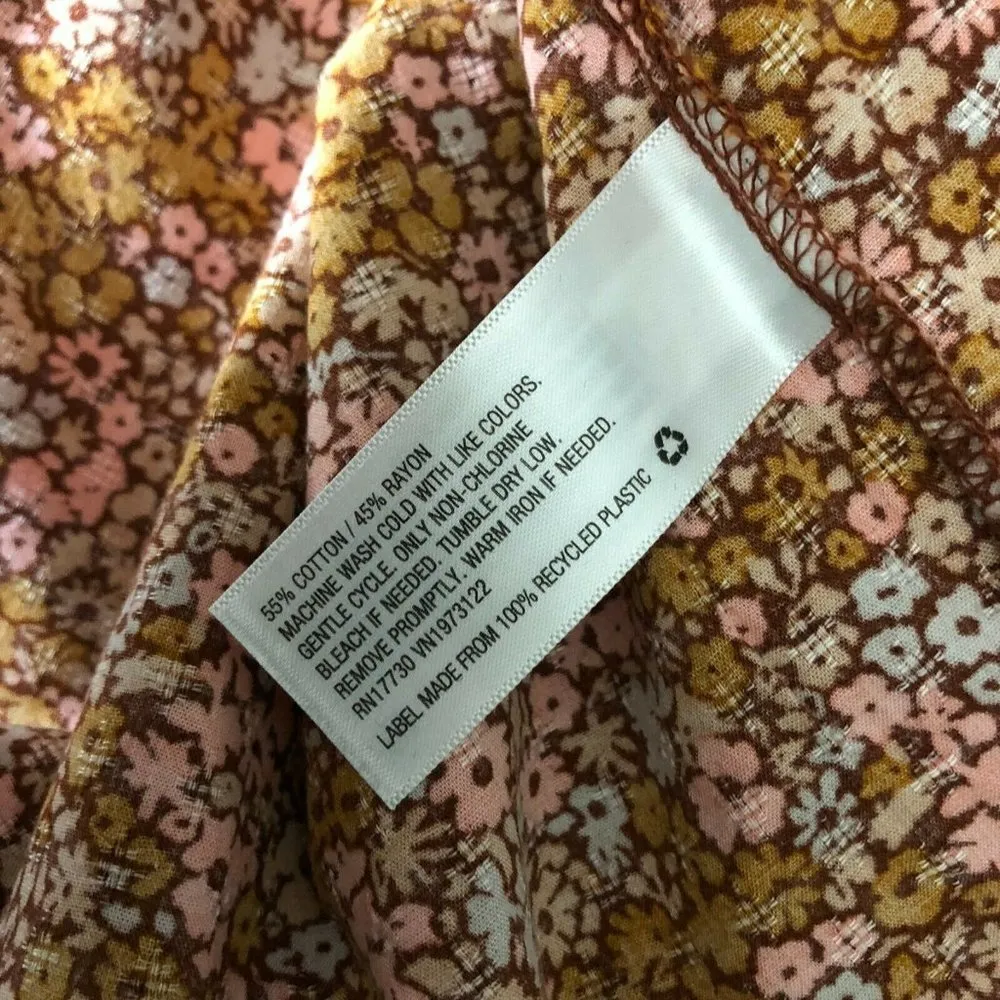 55% COTTON / 45% RAYON
MACHINE WASH COLD WITH LIKE COLORS.
GENTLE CYCLE. ONLY NON-CHLORINE
BLEACH IF NEEDED. TUMBLE DRY LOW.
REMOVE PROMPTLY. WARM IRON IF NEEDED.
RN17730 VN1973122
LABEL MADE FROM 100% RECYCLED PLASTIC